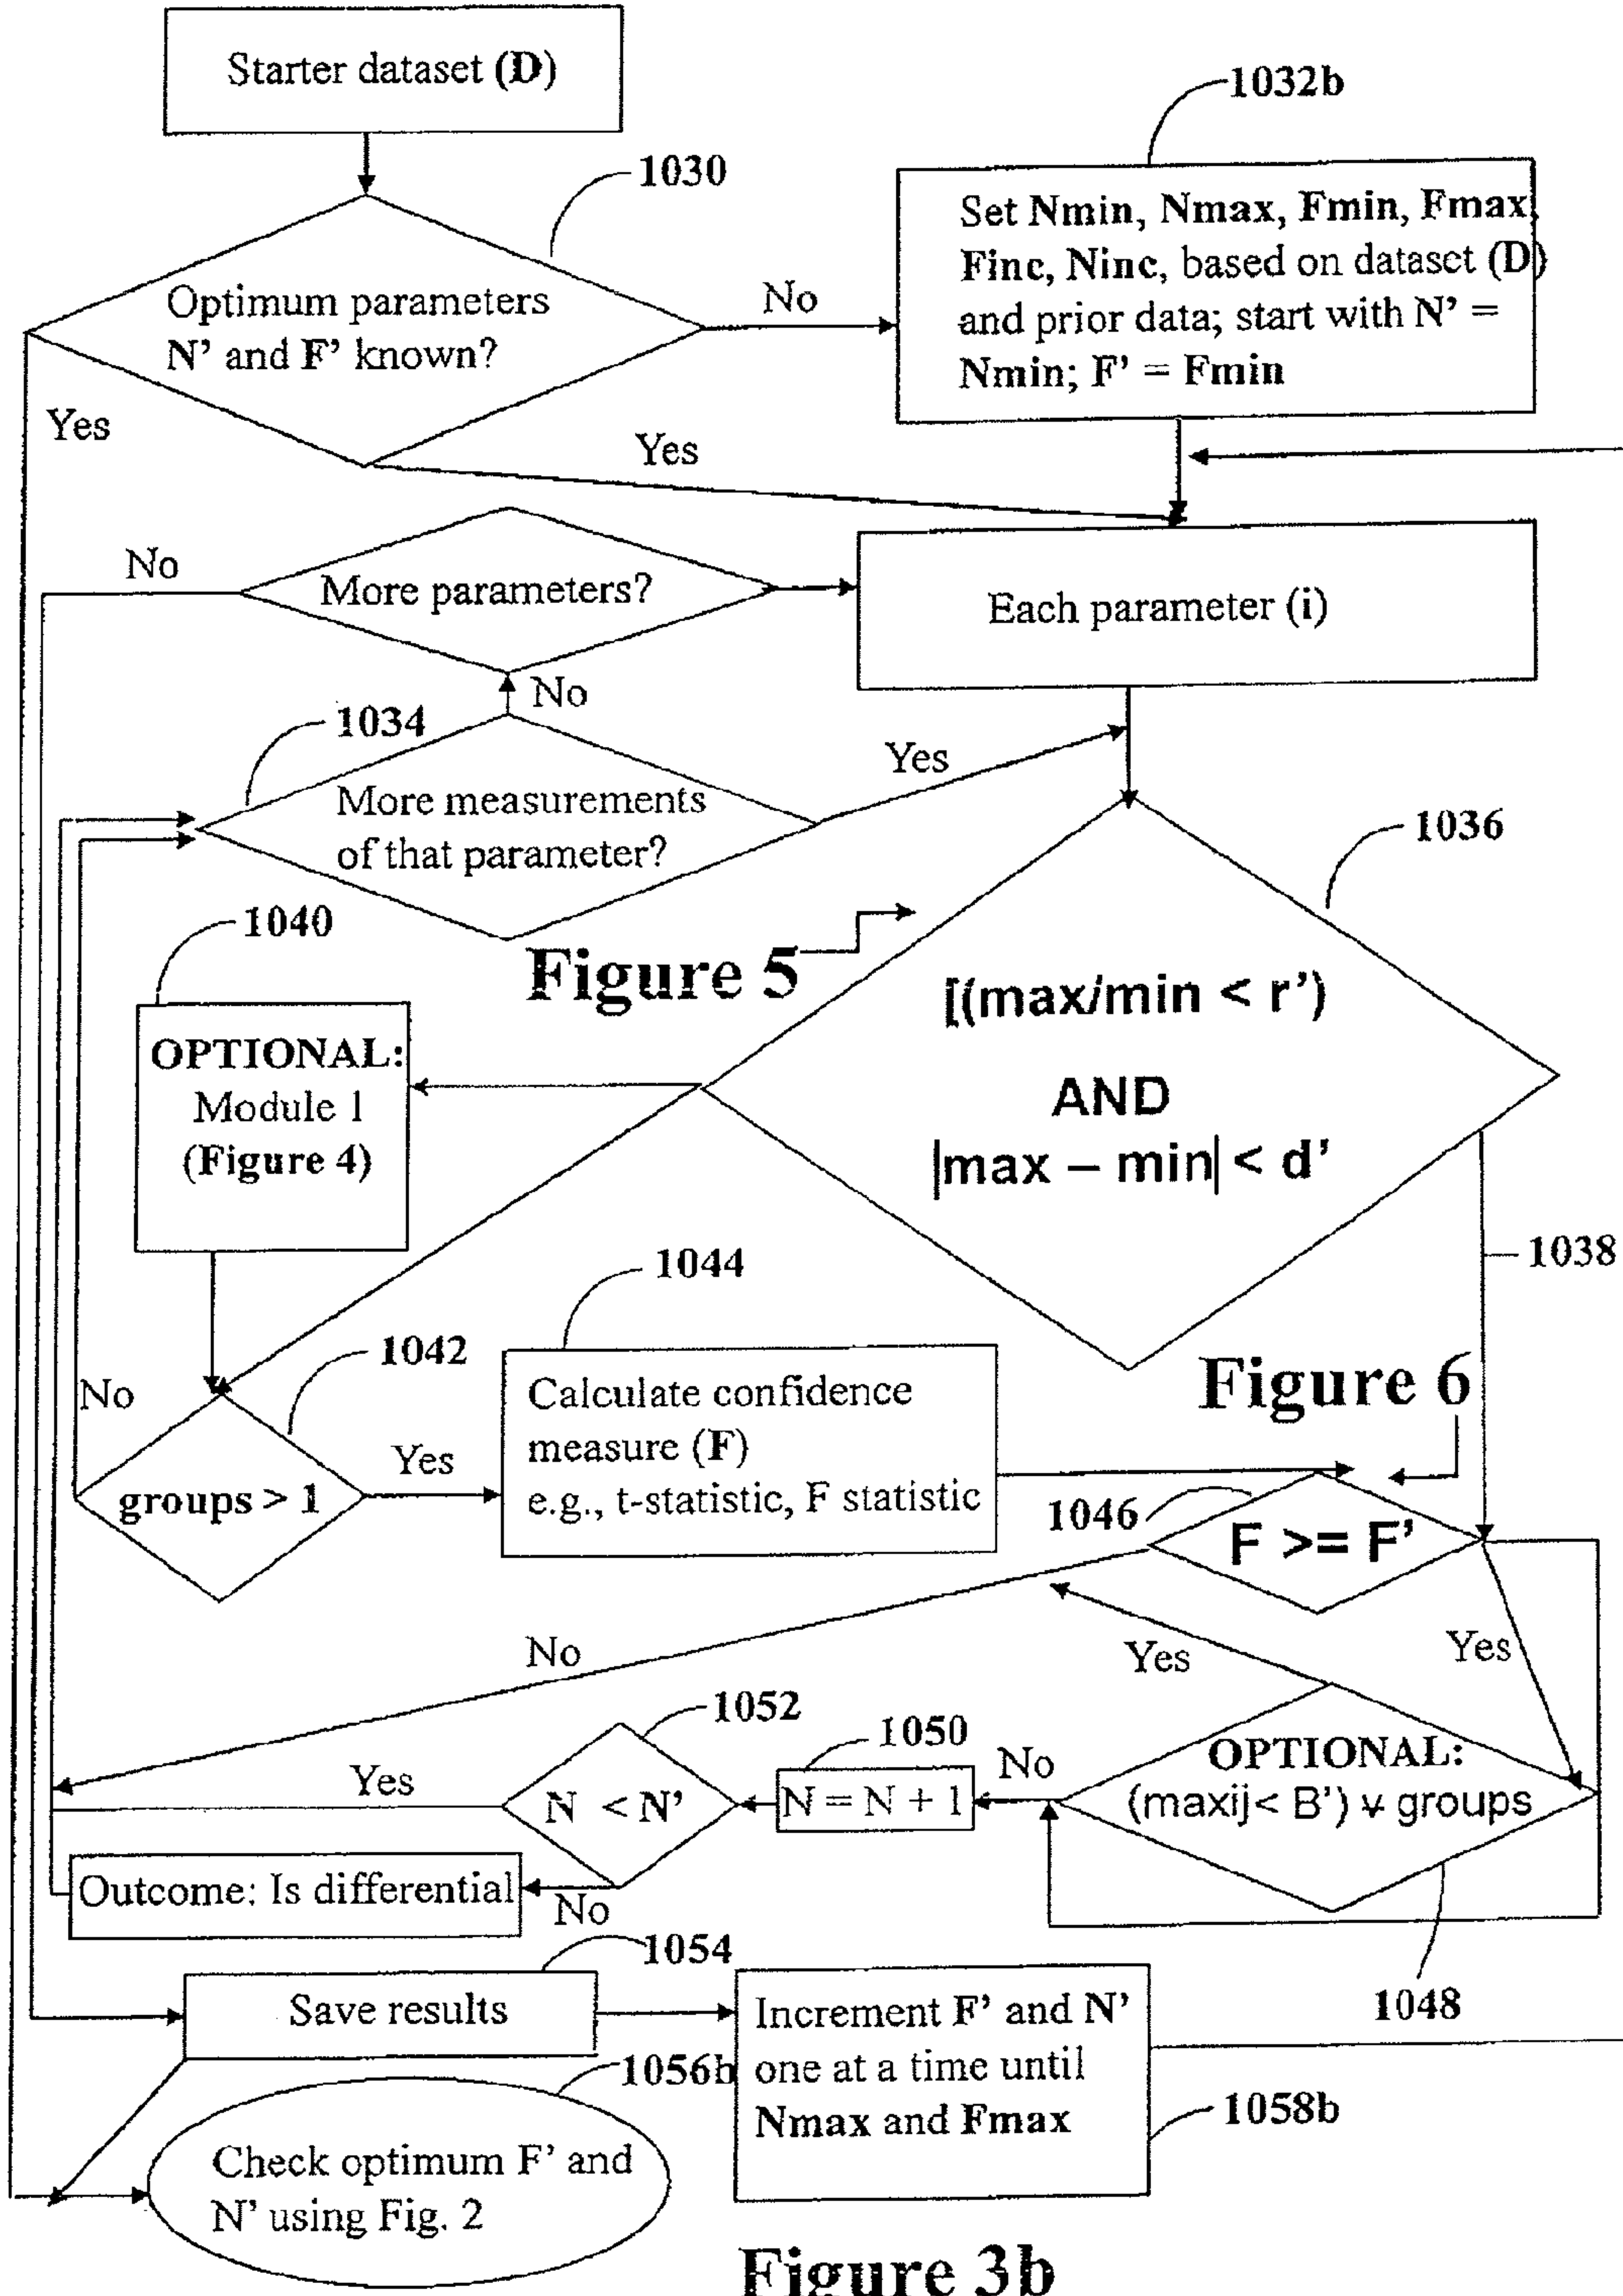 Starter dataset (D)
1032b
1030
Set Nmin, Nmax, Fmin, Fmax,
Finc, Ninc, based on dataset (D)
and prior data; start with N' =
Nmin; F' = Fmin
Optimum parameters
N' and F' known?
No
Yes
Yes
No
More parameters?
Each parameter (i)
No
1034
Yes
More measurements
of that parameter?
1036
1040
Figure 5
[(max/min < r')
AND
|max – min| < d'
OPTIONAL:
Module 1
(Figure 4)
1038
1044
1042
Figure 6
No
Calculate confidence
measure (F)
e.g., t-statistic, F statistic
Yes
groups > 1
1046
F >= F'
No
Yes
Yes
1052
1050
No
OPTIONAL:
(maxij< B') ⩝ groups
Yes
N < N'
N = N + 1
Outcome: Is differential
No
1054
1048
Save results
Increment F' and N'
one at a time until
Nmax and Fmax
1056b
1058b
Check optimum F' and
N' using Fig. 2
Figure 3b